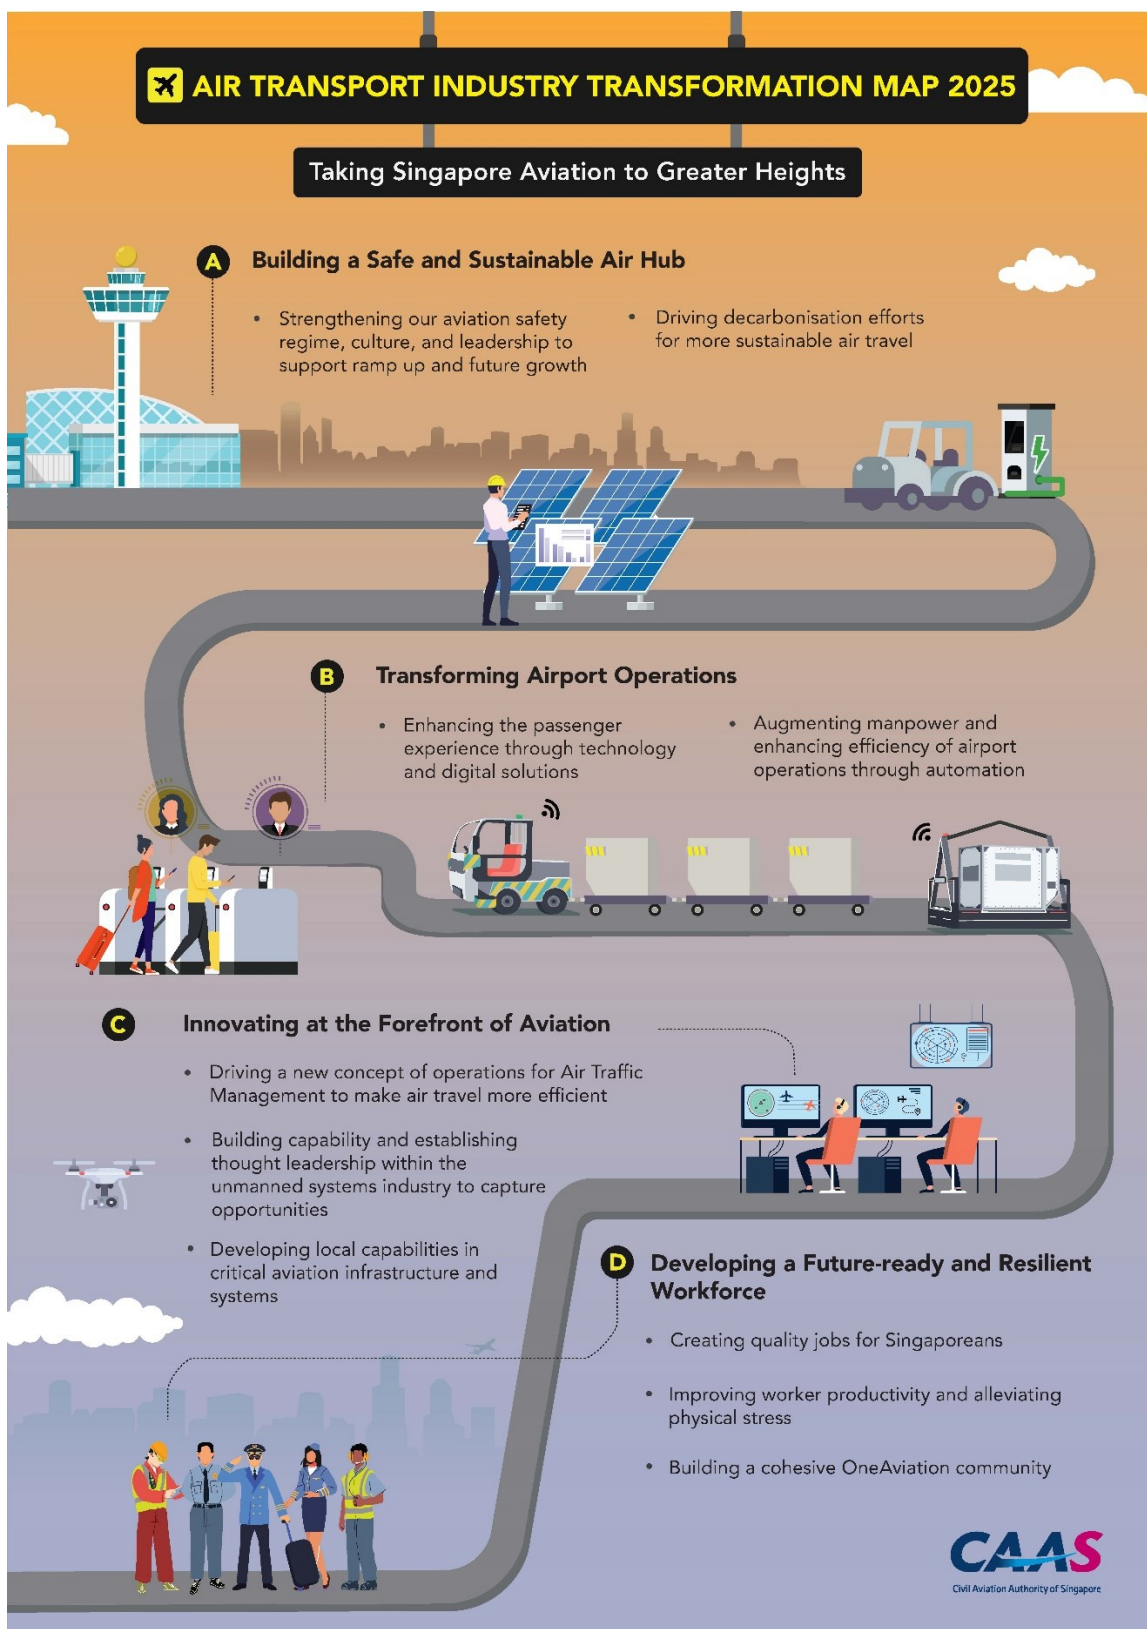 AIR TRANSPORT INDUSTRY TRANSFORMATION MAP 2025
Taking Singapore Aviation to Greater Heights
A
Building a Safe and Sustainable Air Hub
• Strengthening our aviation safety
regime, culture, and leadership to
support ramp up and future growth
• Driving decarbonisation efforts
for more sustainable air travel
B
Transforming Airport Operations
• Enhancing the passenger
experience through technology
and digital solutions
• Augmenting manpower and
enhancing efficiency of airport
operations through automation
C
Innovating at the Forefront of Aviation
• Driving a new concept of operations for Air Traffic
Management to make air travel more efficient
• Building capability and establishing
thought leadership within the
unmanned systems industry to capture
opportunities
• Developing local capabilities in
critical aviation infrastructure and
systems
D
Developing a Future-ready and Resilient
Workforce
• Creating quality jobs for Singaporeans
• Improving worker productivity and alleviating
physical stress
• Building a cohesive OneAviation community
CAAS
Civil Aviation Authority of Singapore